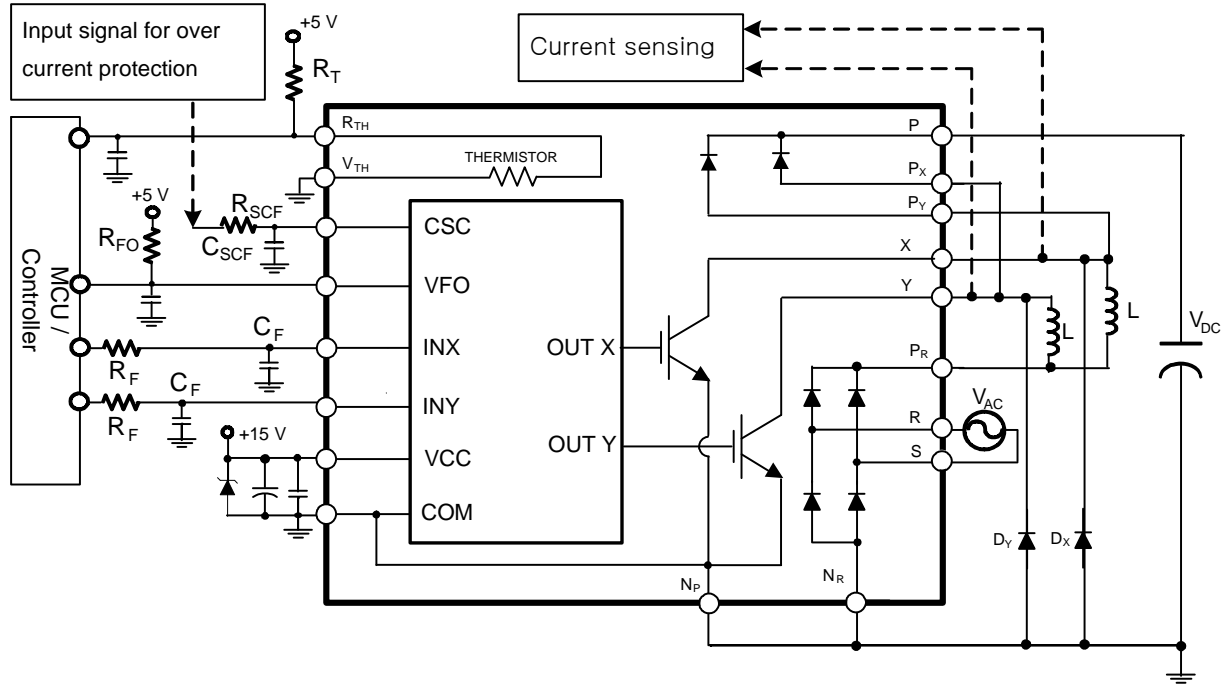 Input signal for over
current protection
+5 V
R_T
Current sensing
MCU /
Controller
R_TH
V_TH
THERMISTOR
P
P_X
P_Y
X
Y
P_R
R
S
+5 V
R_SCF
C_SCF
R_FO
CSC
VFO
INX
INY
VCC
COM
OUT X
OUT Y
C_F
R_F
C_F
R_F
+15 V
L
L
V_DC
V_AC
D_Y
D_X
N_P
N_R